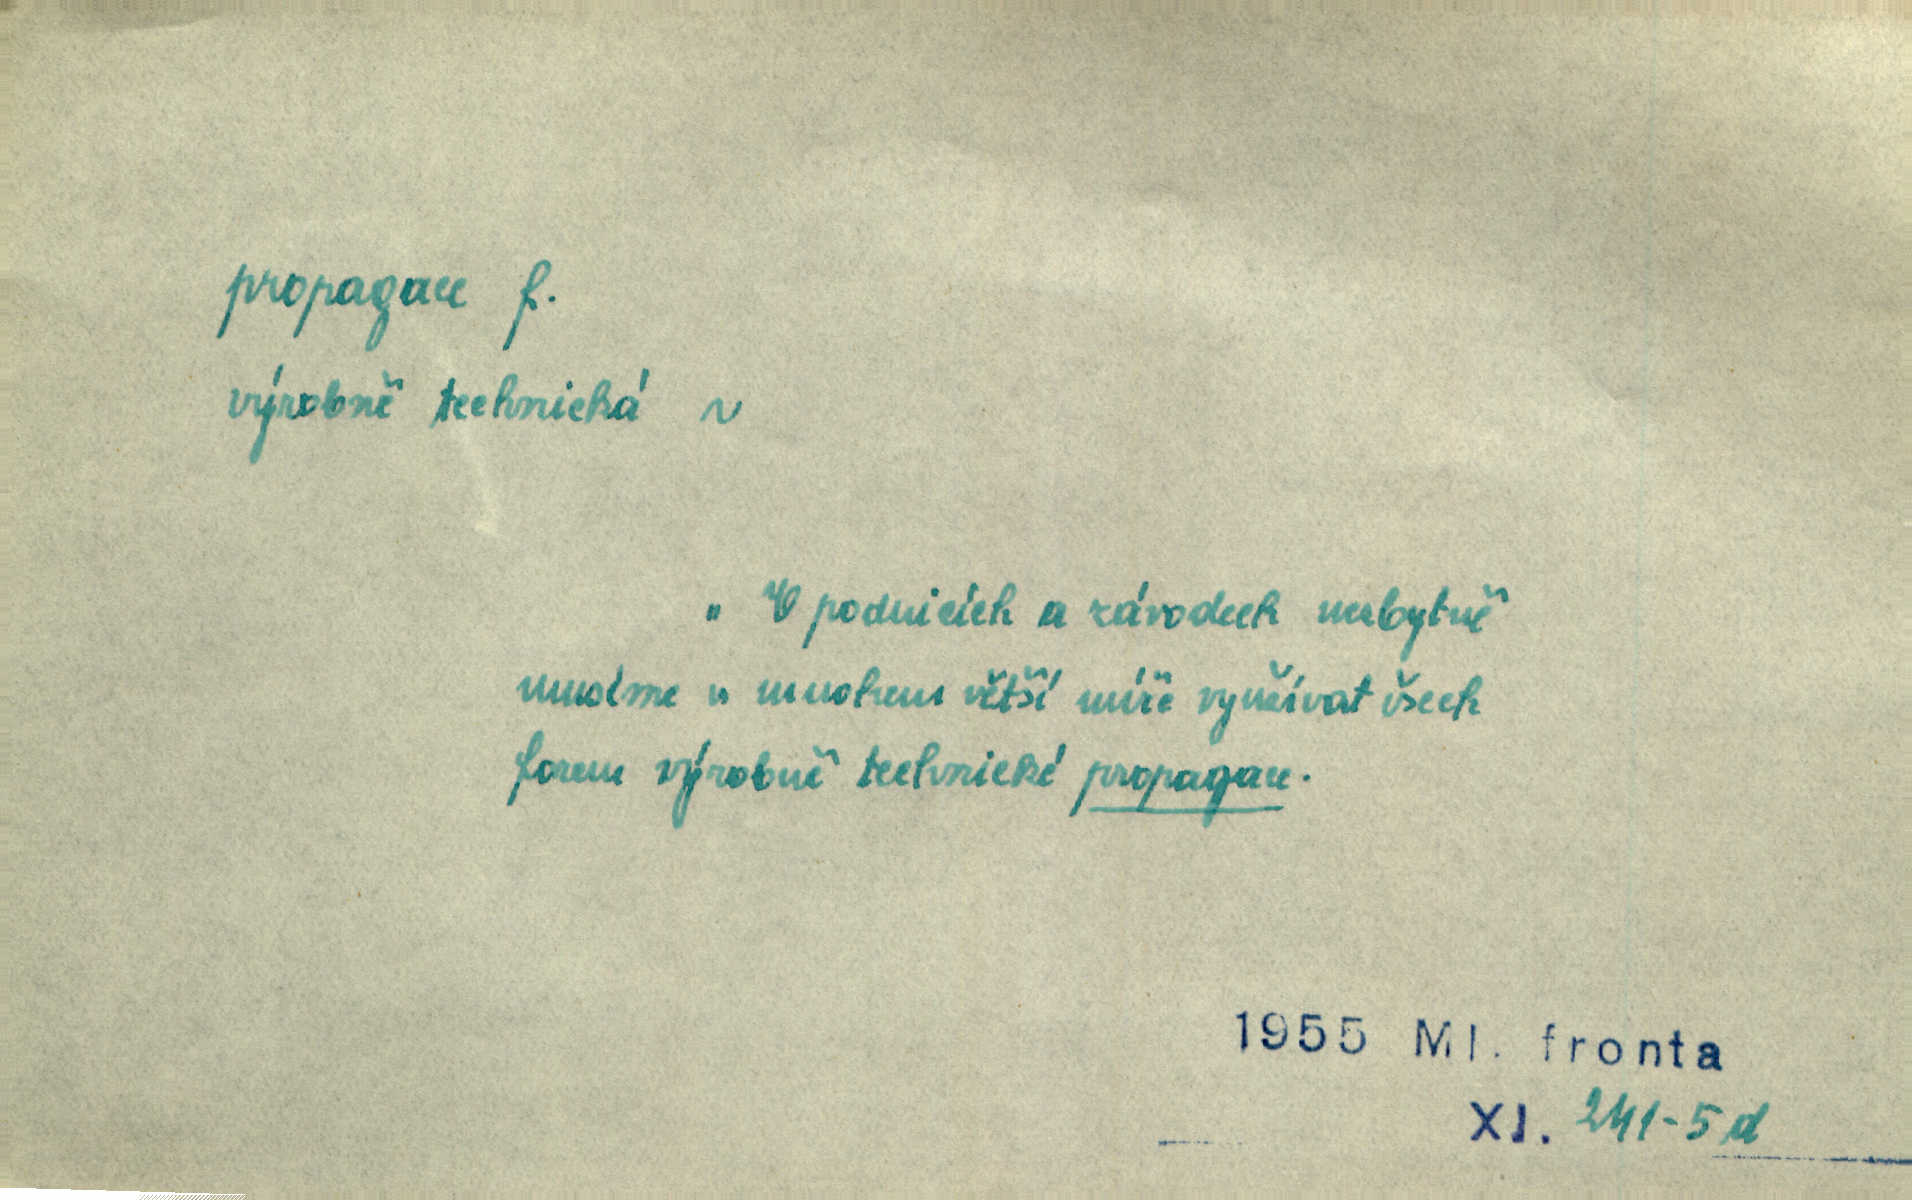 propagace f.
výrobně technická ~
„V podnicích a závodech nezbytně
musíme v mnohem větší míře využívat všech
forem výrobně technické propagace.
1955 Ml. fronta
XI. 241-5d